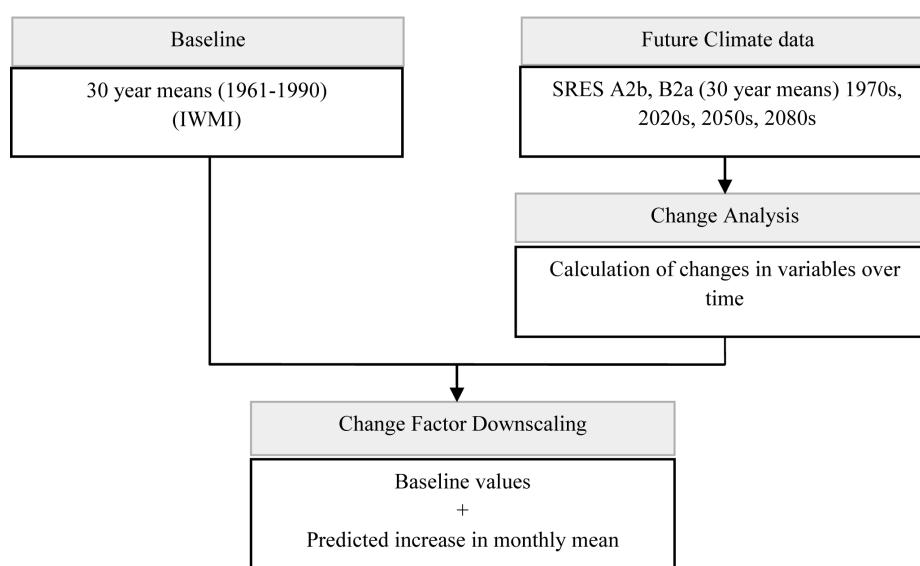 Baseline
30 year means (1961-1990)
(IWMI)
Future Climate data
SRES A2b, B2a (30 year means) 1970s,
2020s, 2050s, 2080s
Change Analysis
Calculation of changes in variables over
time
Change Factor Downscaling
Baseline values
+
Predicted increase in monthly mean